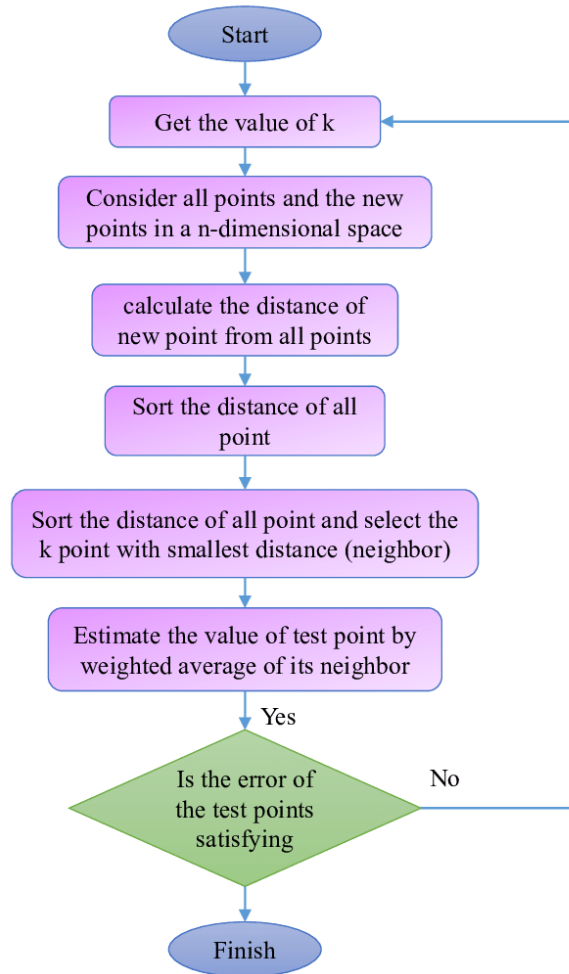 Start
Get the value of k
Consider all points and the new
points in a n-dimensional space
calculate the distance of
new point from all points
Sort the distance of all
point
Sort the distance of all point and select the
k point with smallest distance (neighbor)
Estimate the value of test point by
weighted average of its neighbor
Yes
Is the error of
the test points
satisfying
No
Finish